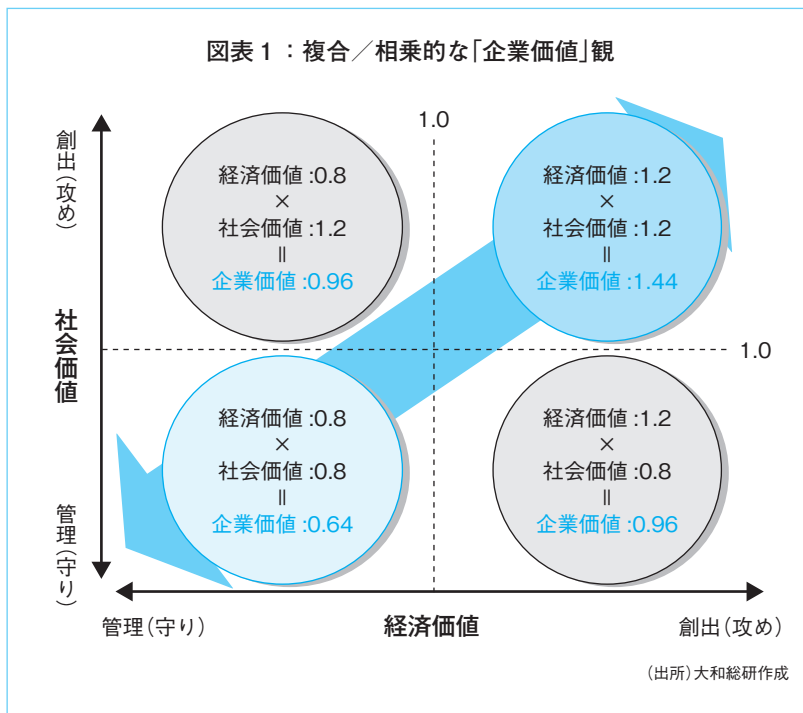 図表1：複合／相乗的な「企業価値」観
創出（攻め）
社会価値
管理（守り）
1.0
1.0
経済価値:0.8
×
社会価値:1.2
＝
企業価値:0.96
経済価値:1.2
×
社会価値:1.2
＝
企業価値:1.44
経済価値:0.8
×
社会価値:0.8
＝
企業価値:0.64
経済価値:1.2
×
社会価値:0.8
＝
企業価値:0.96
管理（守り）
経済価値
創出（攻め）
（出所）大和総研作成